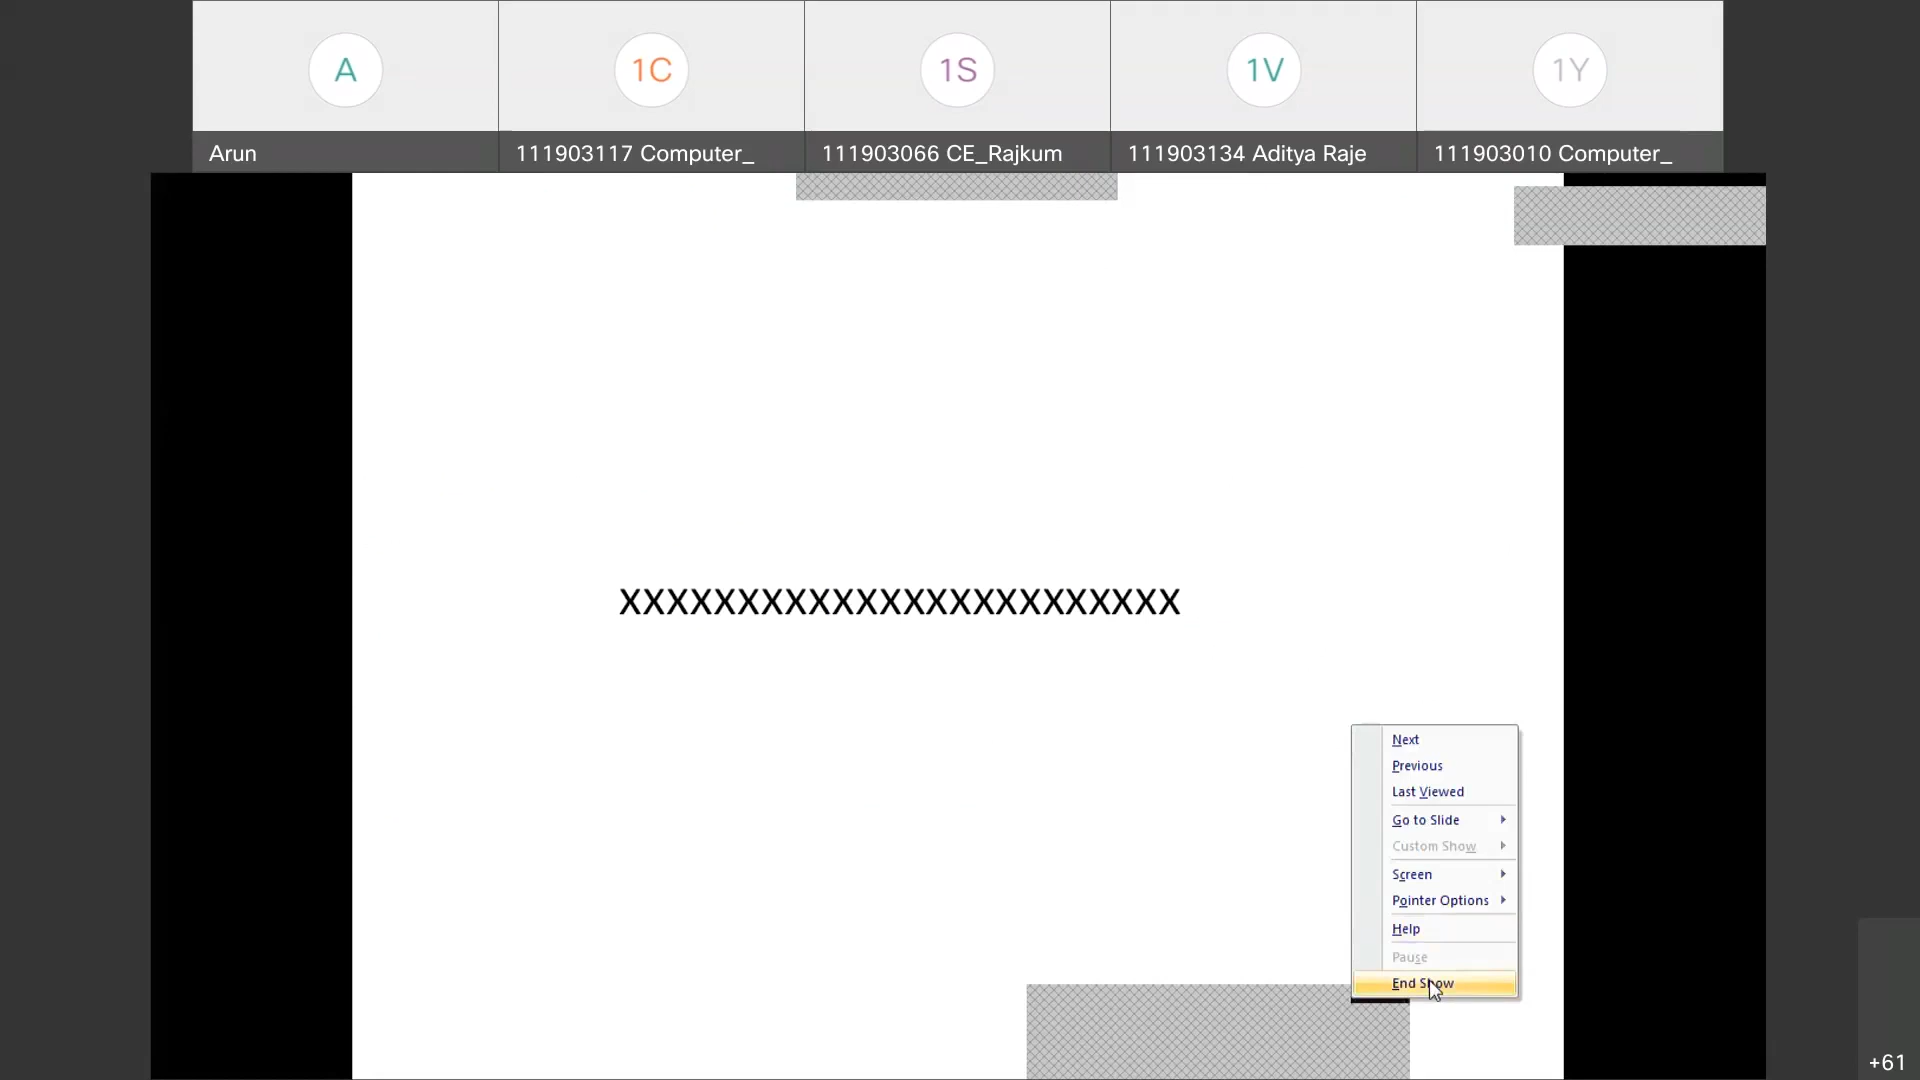 A
1C
1S
1V
1Y
Arun
111903117 Computer_
111903066 CE_Rajkum
111903134 Aditya Raje
111903010 Computer_
XXXXXXXXXXXXXXXXXXXXXXXX
Next
Previous
Last Viewed
Go to Slide
Custom Show
Screen
Pointer Options
Help
Pause
End Show
+61